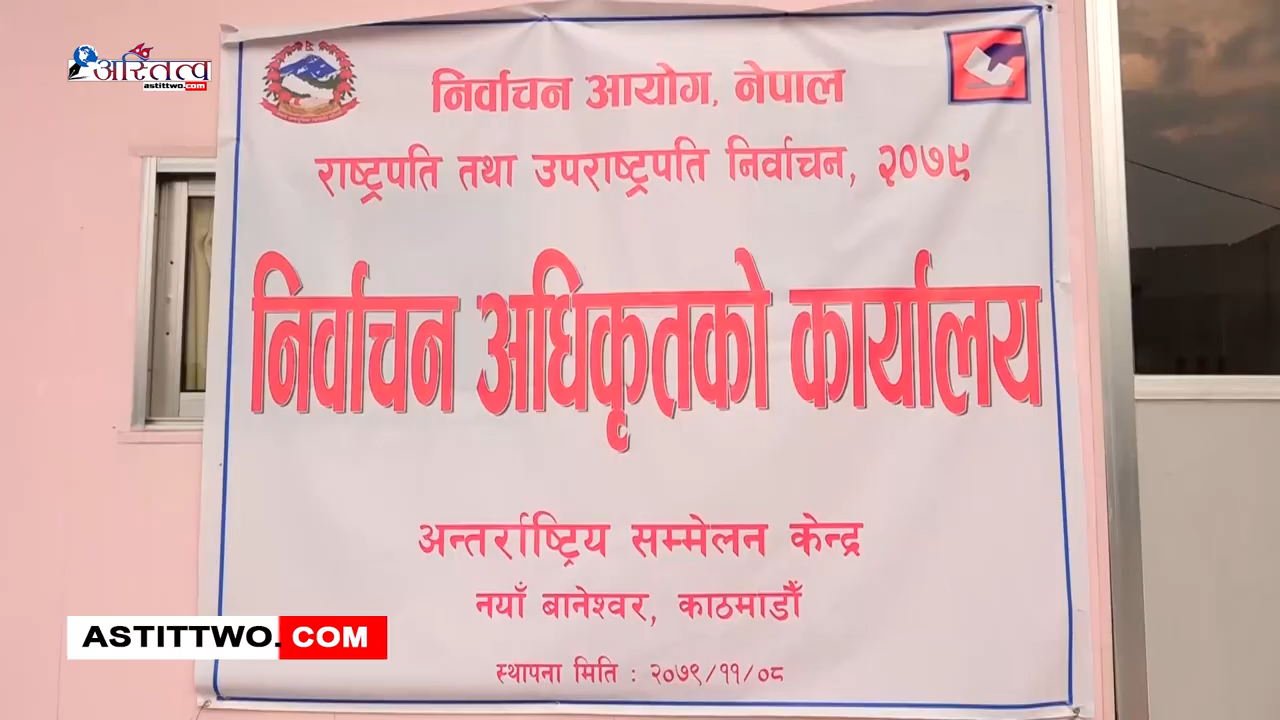 अस्तित्व
astittwo.com
निर्वाचन आयोग, नेपाल
राष्ट्रपति तथा उपराष्ट्रपति निर्वाचन, २०७९
निर्वाचन अधिकृतको कार्यालय
अन्तर्राष्ट्रिय सम्मेलन केन्द्र
नयाँ बानेश्वर, काठमाडौँ
ASTITTWO.COM
स्थापना मिति : २०७९/११/०८